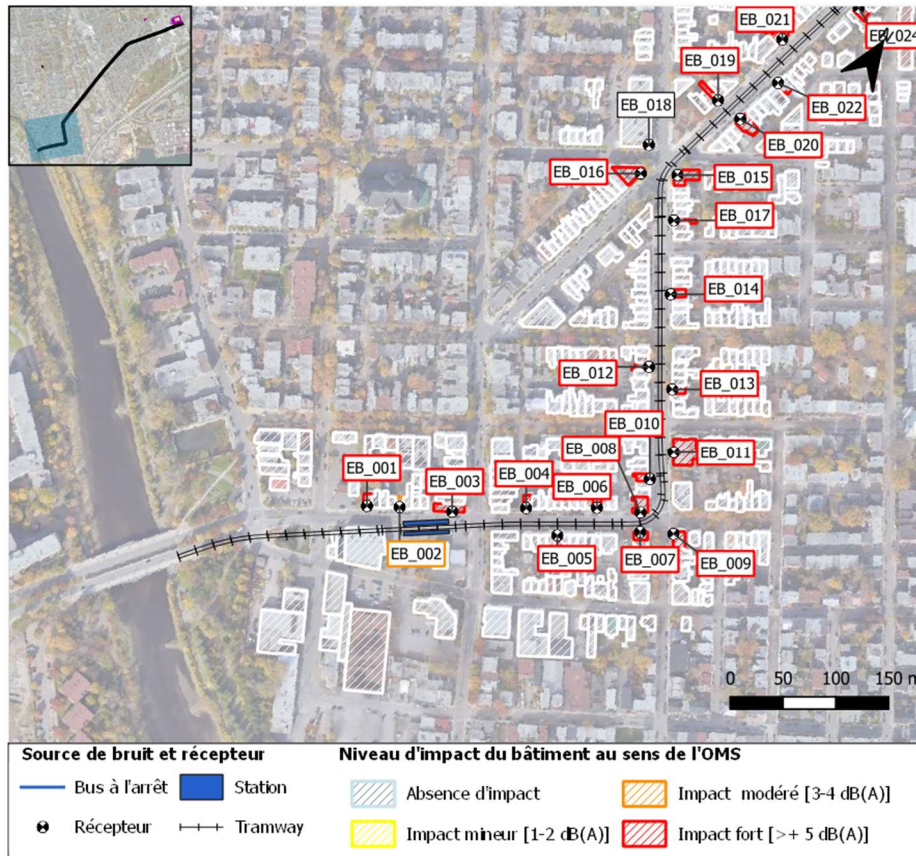 EB_021
EB_024
EB_019
EB_022
EB_018
EB_020
EB_016
EB_015
EB_017
EB_014
EB_012
EB_013
EB_010
EB_008
EB_011
EB_001
EB_003
EB_004
EB_006
EB_002
EB_005
EB_007
EB_009
0 50 100 150 m
Source de bruit et récepteur
Bus à l'arrêt
Station
Récepteur
Tramway
Niveau d'impact du bâtiment au sens de l'OMS
Absence d'impact
Impact modéré [3-4 dB(A)]
Impact mineur [1-2 dB(A)]
Impact fort [>+ 5 dB(A)]